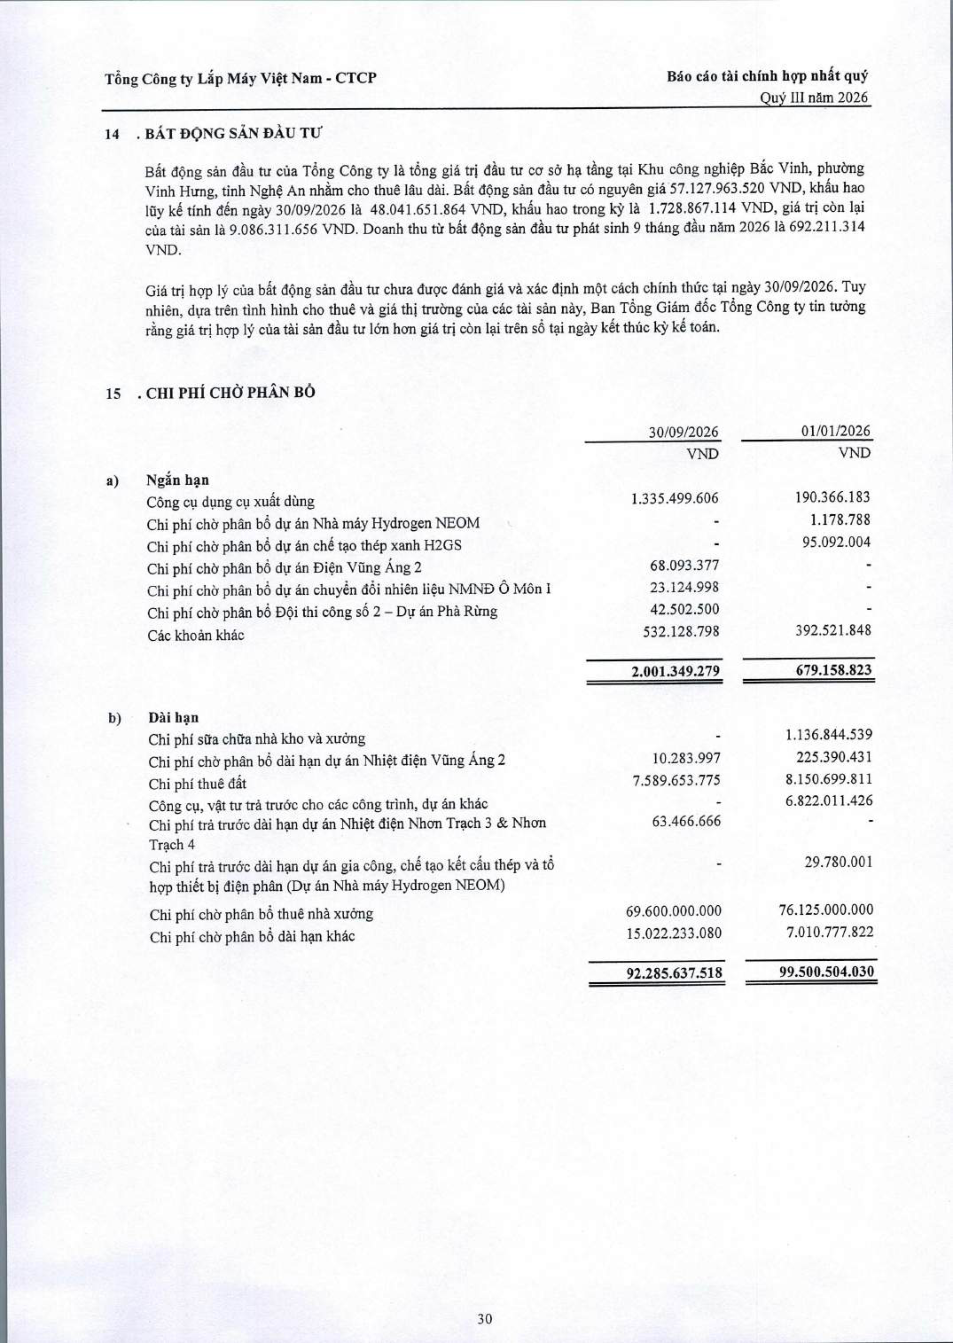 Tổng Công ty Lắp Máy Việt Nam - CTCP
Báo cáo tài chính hợp nhất quý
Quý III năm 2026
14 . BẤT ĐỘNG SẢN ĐẦU TƯ
Bất động sản đầu tư của Tổng Công ty là tổng giá trị đầu tư cơ sở hạ tầng tại Khu công nghiệp Bắc Vinh, phường
Vinh Hưng, tỉnh Nghệ An nhằm cho thuê lâu dài. Bất động sản đầu tư có nguyên giá 57.127.963.520 VND, khấu hao
lũy kế tính đến ngày 30/09/2026 là 48.041.651.864 VND, khấu hao trong kỳ là 1.728.867.114 VND, giá trị còn lại
của tài sản là 9.086.311.656 VND. Doanh thu từ bất động sản đầu tư phát sinh 9 tháng đầu năm 2026 là 692.211.314
VND.
Giá trị hợp lý của bất động sản đầu tư chưa được đánh giá và xác định một cách chính thức tại ngày 30/09/2026. Tuy
nhiên, dựa trên tình hình cho thuê và giá thị trường của các tài sản này, Ban Tổng Giám đốc Tổng Công ty tin tưởng
rằng giá trị hợp lý của tài sản đầu tư lớn hơn giá trị còn lại trên sổ tại ngày kết thúc kỳ kế toán.
15 . CHI PHÍ CHỜ PHÂN BỔ
30/09/2026 01/01/2026
VND VND
a) Ngắn hạn
Công cụ dụng cụ xuất dùng 1.335.499.606 190.366.183
Chi phí chờ phân bổ dự án Nhà máy Hydrogen NEOM - 1.178.788
Chi phí chờ phân bổ dự án chế tạo thép xanh H2GS - 95.092.004
Chi phí chờ phân bổ dự án Điện Vũng Áng 2 68.093.377 -
Chi phí chờ phân bổ dự án chuyển đổi nhiên liệu NMNĐ Ô Môn I 23.124.998 -
Chi phí chờ phân bổ Đội thi công số 2 – Dự án Phà Rừng 42.502.500 -
Các khoản khác 532.128.798 392.521.848
2.001.349.279 679.158.823
b) Dài hạn
Chi phí sữa chữa nhà kho và xưởng - 1.136.844.539
Chi phí chờ phân bổ dài hạn dự án Nhiệt điện Vũng Áng 2 10.283.997 225.390.431
Chi phí thuê đất 7.589.653.775 8.150.699.811
Công cụ, vật tư trả trước cho các công trình, dự án khác - 6.822.011.426
Chi phí trả trước dài hạn dự án Nhiệt điện Nhơn Trạch 3 & Nhơn 63.466.666 -
Trạch 4
Chi phí trả trước dài hạn dự án gia công, chế tạo kết cấu thép và tổ - 29.780.001
hợp thiết bị điện phân (Dự án Nhà máy Hydrogen NEOM)
Chi phí chờ phân bổ thuê nhà xưởng 69.600.000.000 76.125.000.000
Chi phí chờ phân bổ dài hạn khác 15.022.233.080 7.010.777.822
92.285.637.518 99.500.504.030
30